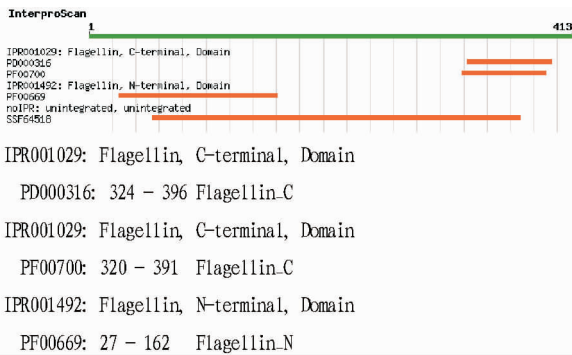 InterproScan
1 413
IPR001029: Flagellin, C-terminal, Domain
PD000316
PF00700
IPR001492: Flagellin, N-terminal, Domain
PF00669
noIPR: unintegrated, unintegrated
SSF64518
IPR001029: Flagellin, C-terminal, Domain
PD000316: 324 - 396 Flagellin_C
IPR001029: Flagellin, C-terminal, Domain
PF00700: 320 - 391 Flagellin_C
IPR001492: Flagellin, N-terminal, Domain
PF00669: 27 - 162 Flagellin_N